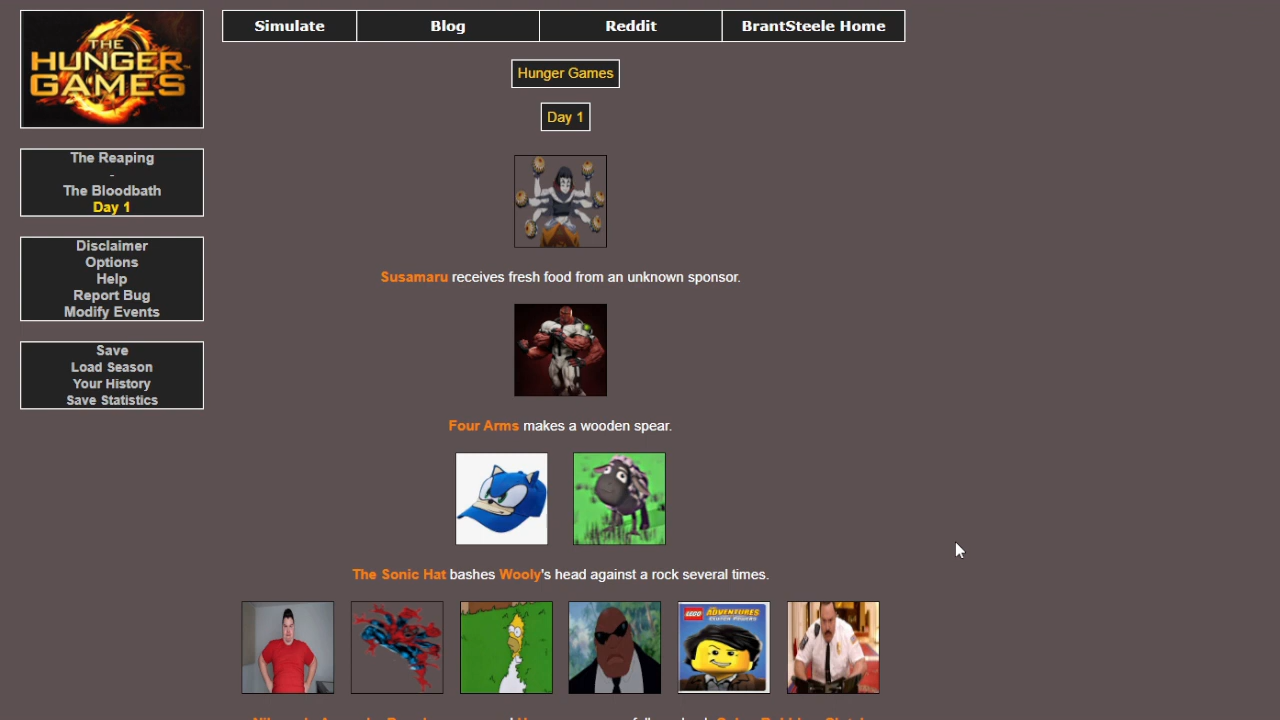 THE
HUNGER
GAMES
Simulate
Blog
Reddit
BrantSteele Home
The Reaping
-
The Bloodbath
Day 1
Disclaimer
Options
Help
Report Bug
Modify Events
Save
Load Season
Your History
Save Statistics
Hunger Games
Day 1
Susamaru receives fresh food from an unknown sponsor.
Four Arms makes a wooden spear.
The Sonic Hat bashes Wooly's head against a rock several times.
LEGO ADVENTURES